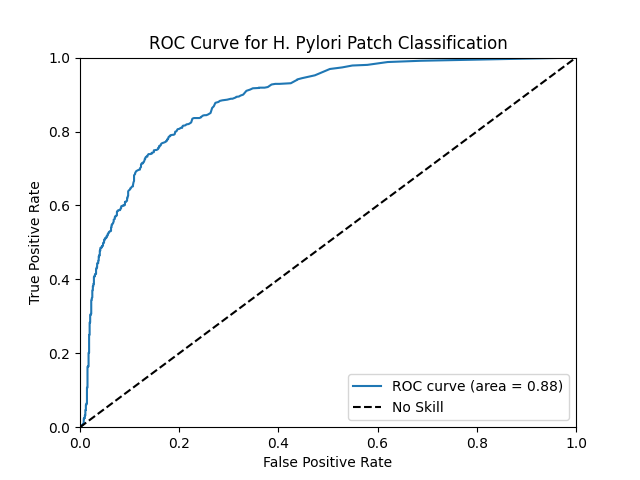 ROC Curve for H. Pylori Patch Classification
1.0
0.8
0.6
0.4
0.2
0.0
True Positive Rate
ROC curve (area = 0.88)
No Skill
0.0 0.2 0.4 0.6 0.8 1.0
False Positive Rate